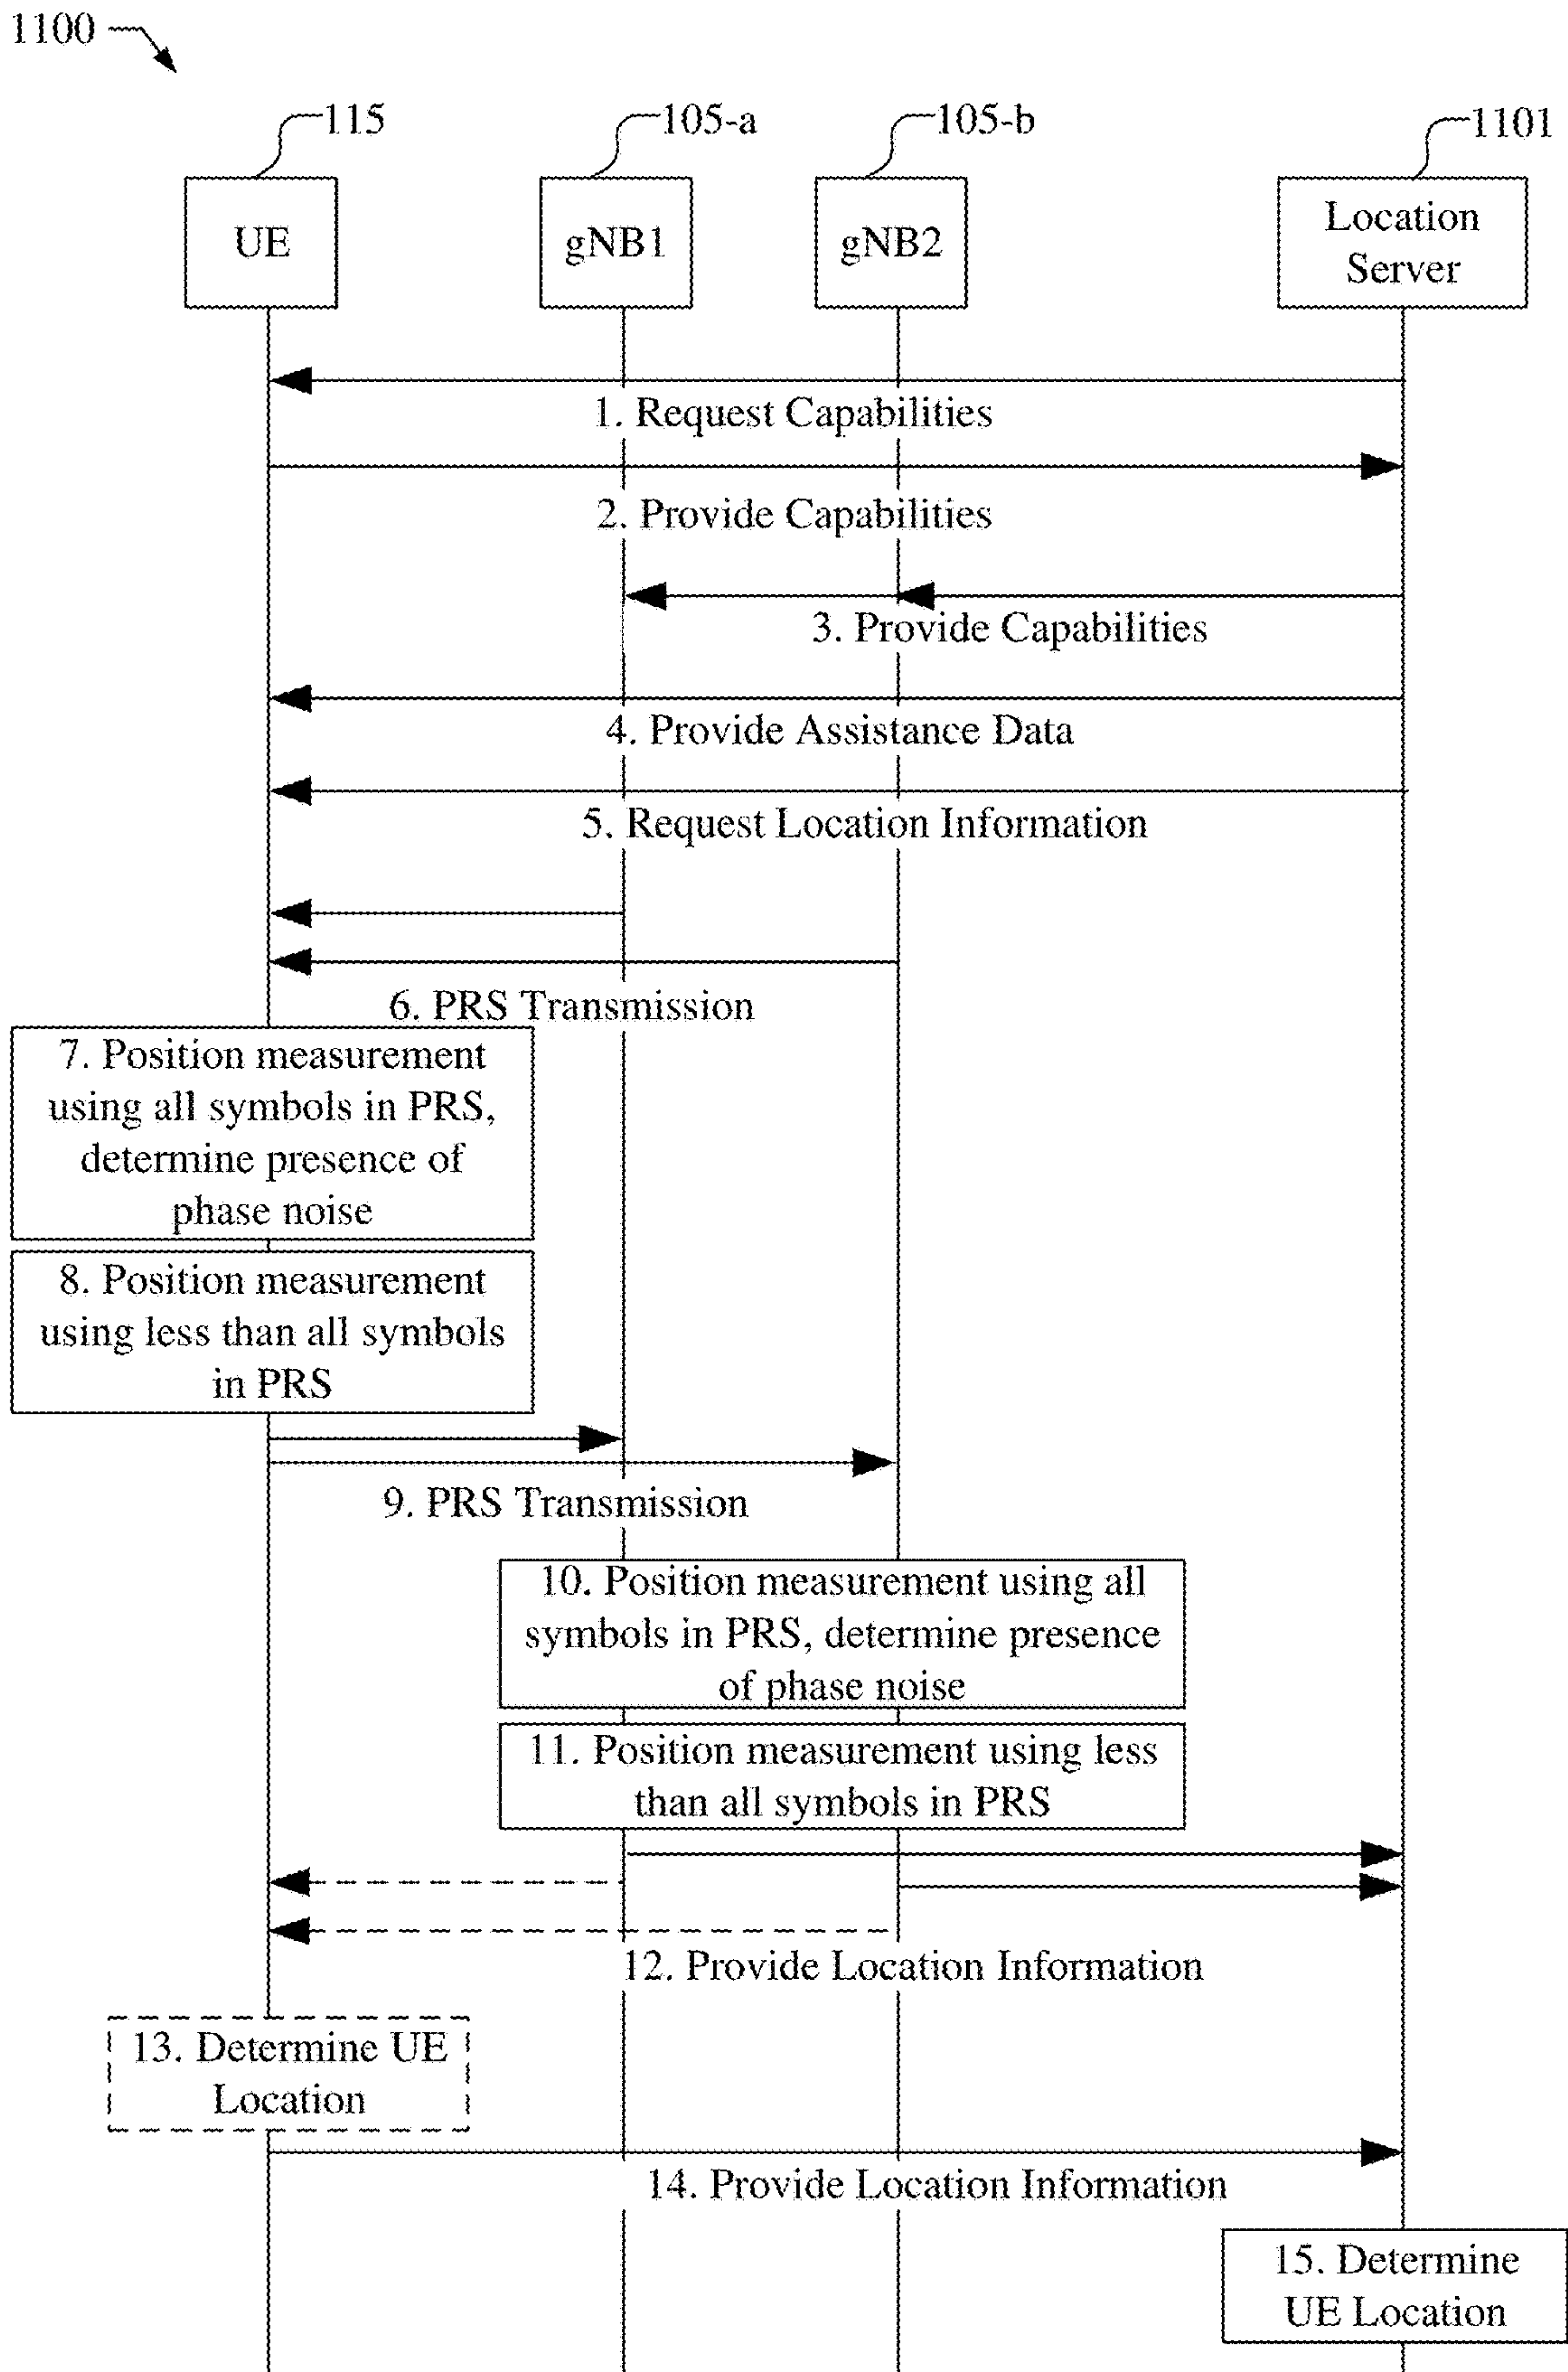 1100
115
105-a
105-b
1101
UE
gNB1
gNB2
Location
Server
1. Request Capabilities
2. Provide Capabilities
3. Provide Capabilities
4. Provide Assistance Data
5. Request Location Information
6. PRS Transmission
7. Position measurement
using all symbols in PRS,
determine presence of
phase noise
8. Position measurement
using less than all symbols
in PRS
9. PRS Transmission
10. Position measurement using all
symbols in PRS, determine presence
of phase noise
11. Position measurement using less
than all symbols in PRS
12. Provide Location Information
13. Determine UE
Location
14. Provide Location Information
15. Determine
UE Location